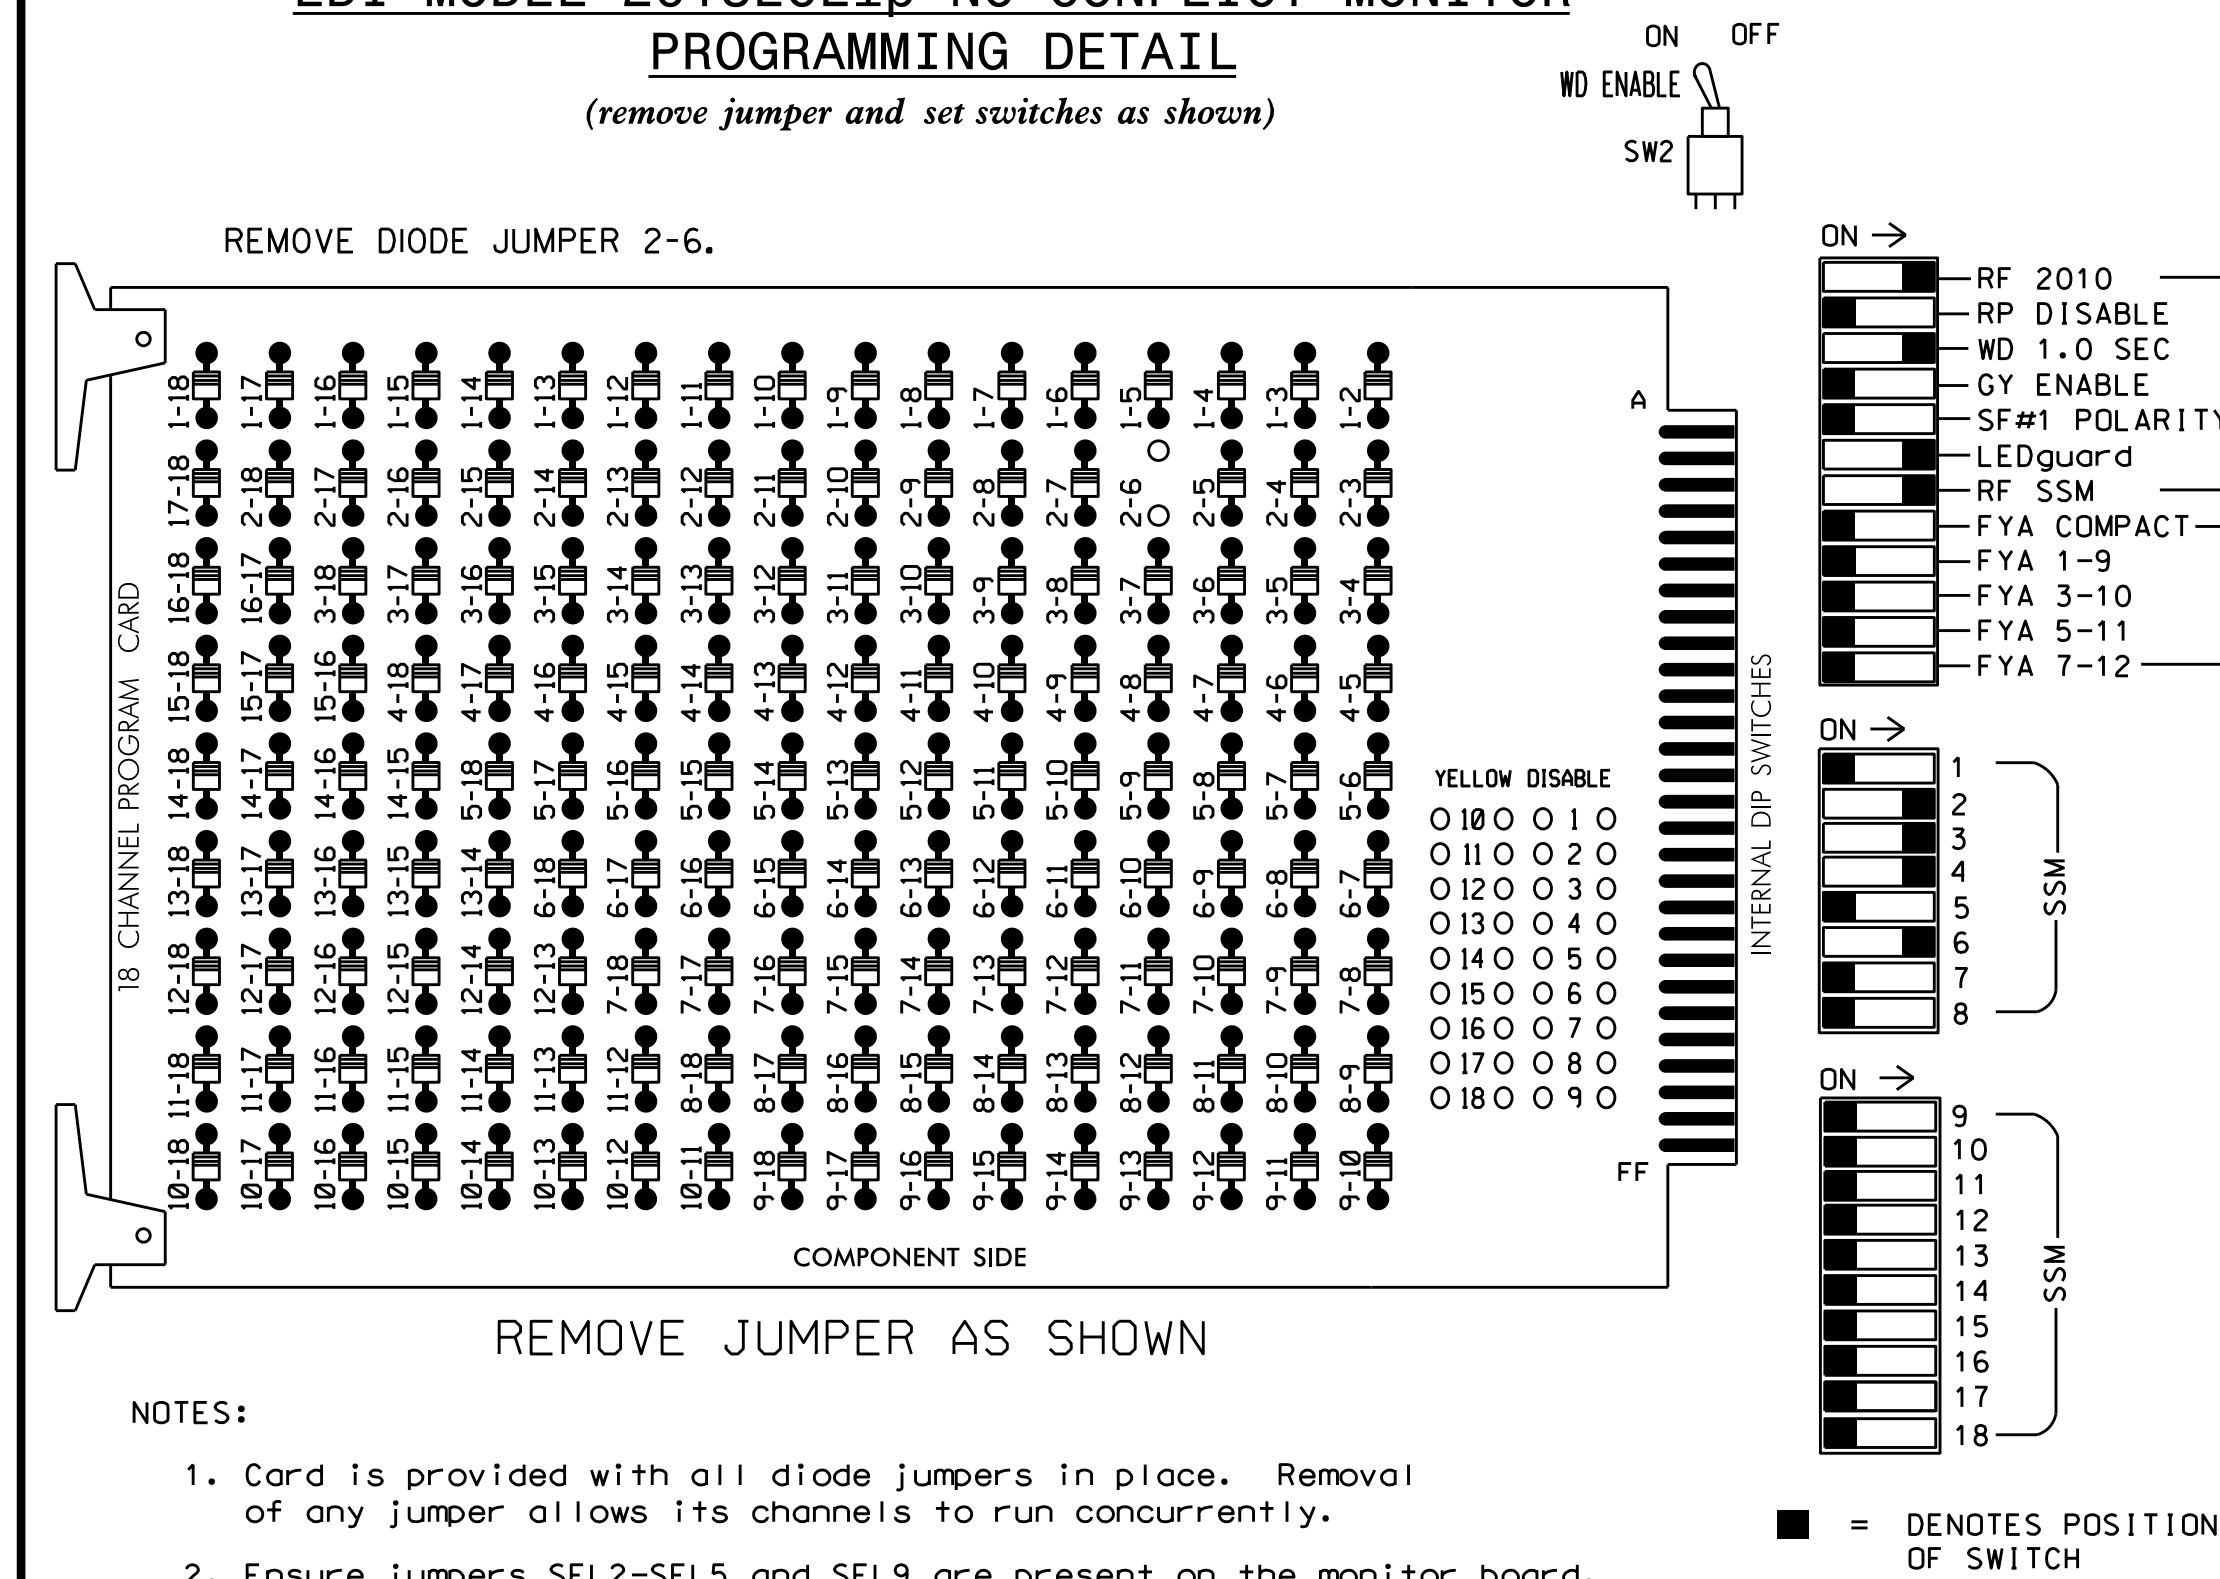 PROGRAMMING DETAIL
(remove jumper and set switches as shown)
ON OFF
WD ENABLE
SW2
REMOVE DIODE JUMPER 2-6.
18 CHANNEL PROGRAM CARD
1-18 1-17 1-16 1-15 1-14 1-13 1-12 1-11 1-10 1-9 1-8 1-7 1-6 1-5 1-4 1-3 1-2
17-18 2-18 2-17 2-16 2-15 2-14 2-13 2-12 2-11 2-10 2-9 2-8 2-7 2-6 2-5 2-4 2-3
16-18 16-17 3-18 3-17 3-16 3-15 3-14 3-13 3-12 3-11 3-10 3-9 3-8 3-7 3-6 3-5 3-4
15-18 15-17 15-16 4-18 4-17 4-16 4-15 4-14 4-13 4-12 4-11 4-10 4-9 4-8 4-7 4-6 4-5
14-18 14-17 14-16 14-15 5-18 5-17 5-16 5-15 5-14 5-13 5-12 5-11 5-10 5-9 5-8 5-7 5-6
13-18 13-17 13-16 13-15 13-14 6-18 6-17 6-16 6-15 6-14 6-13 6-12 6-11 6-10 6-9 6-8 6-7
12-18 12-17 12-16 12-15 12-14 12-13 7-18 7-17 7-16 7-15 7-14 7-13 7-12 7-11 7-10 7-9 7-8
11-18 11-17 11-16 11-15 11-14 11-13 11-12 8-18 8-17 8-16 8-15 8-14 8-13 8-12 8-11 8-10 8-9
10-18 10-17 10-16 10-15 10-14 10-13 10-12 10-11 9-18 9-17 9-16 9-15 9-14 9-13 9-12 9-11 9-10
A
YELLOW DISABLE
10 1
11 2
12 3
13 4
14 5
15 6
16 7
17 8
18 9
FF
COMPONENT SIDE
REMOVE JUMPER AS SHOWN
INTERNAL DIP SWITCHES
ON
RF 2010
RP DISABLE
WD 1.0 SEC
GY ENABLE
SF#1 POLARITY
LEDguard
RF SSM
FYA COMPACT
FYA 1-9
FYA 3-10
FYA 5-11
FYA 7-12
ON
1
2
3
4
5
6
7
8
SSM
ON
9
10
11
12
13
14
15
16
17
18
SSM
= DENOTES POSITION
OF SWITCH
NOTES:
1. Card is provided with all diode jumpers in place. Removal
of any jumper allows its channels to run concurrently.
2. Ensure jumpers SEL2-SEL5 and SEL9 are present on the monitor board.